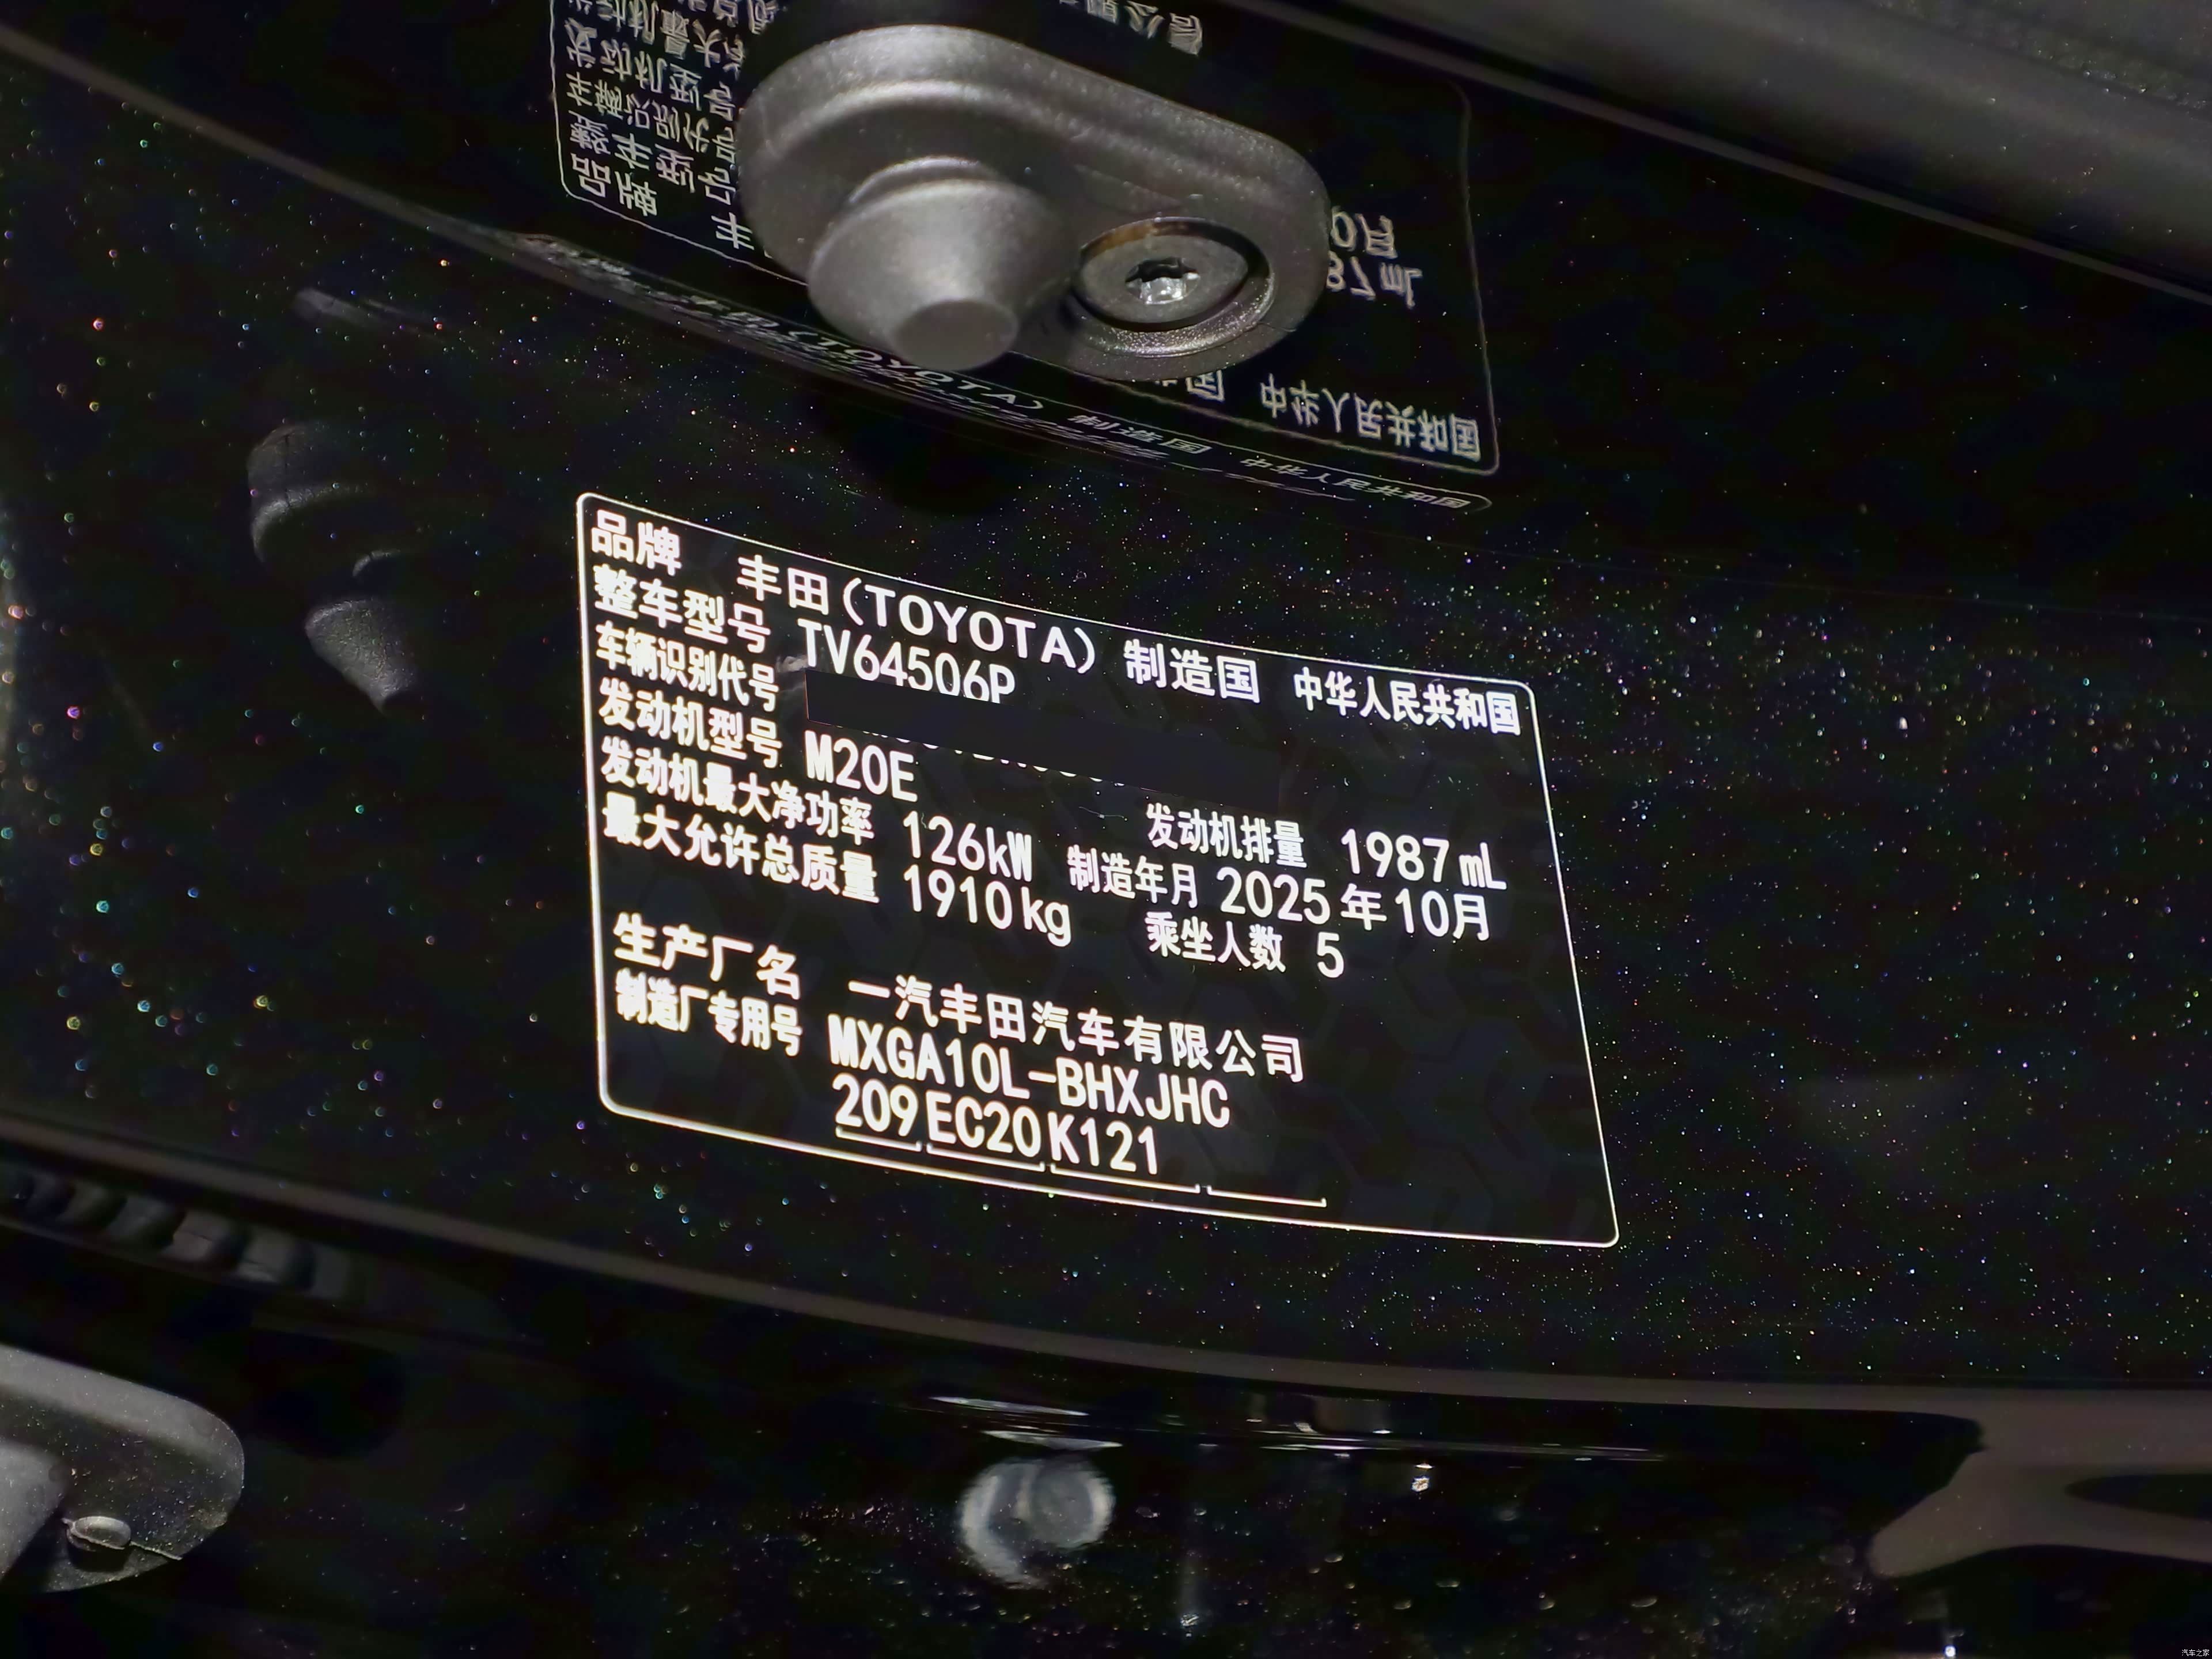 品牌 丰田(TOYOTA) 制造国 中华人民共和国
整车型号 TV64506P
车辆识别代号
发动机型号 M20E 发动机排量 1987mL
发动机最大净功率 126kW 制造年月 2025年10月
最大允许总质量 1910kg 乘坐人数 5
生产厂名 一汽丰田汽车有限公司
制造厂专用号 MXGA10L-BHXJHC
209EC20K121
汽车之家